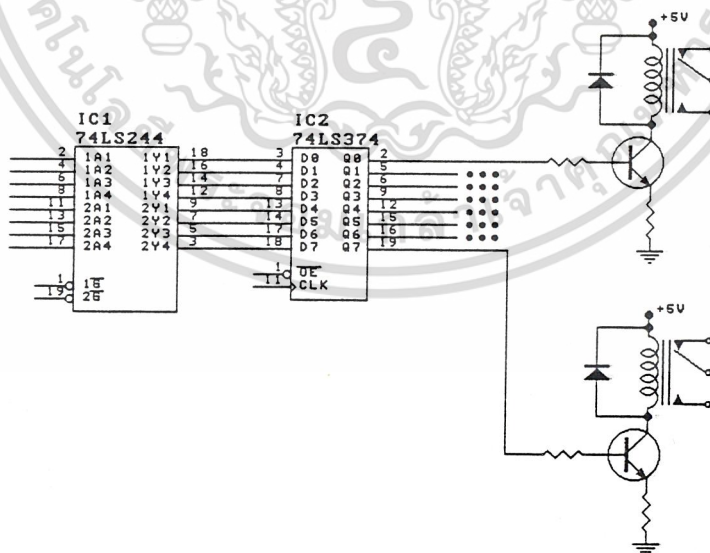 +5V
IC1
74LS244
IC2
74LS374
2 1A1 1Y1 18
4 1A2 1Y2 16
6 1A3 1Y3 14
8 1A4 1Y4 12
11 2A1 2Y1 9
13 2A2 2Y2 7
15 2A3 2Y3 5
17 2A4 2Y4 3
1 1G
19 2G
3 D0 Q0 2
4 D1 Q1 5
7 D2 Q2 6
8 D3 Q3 9
13 D4 Q4 12
14 D5 Q5 15
17 D6 Q6 16
18 D7 Q7 19
1 OE
11 CLK
+5V